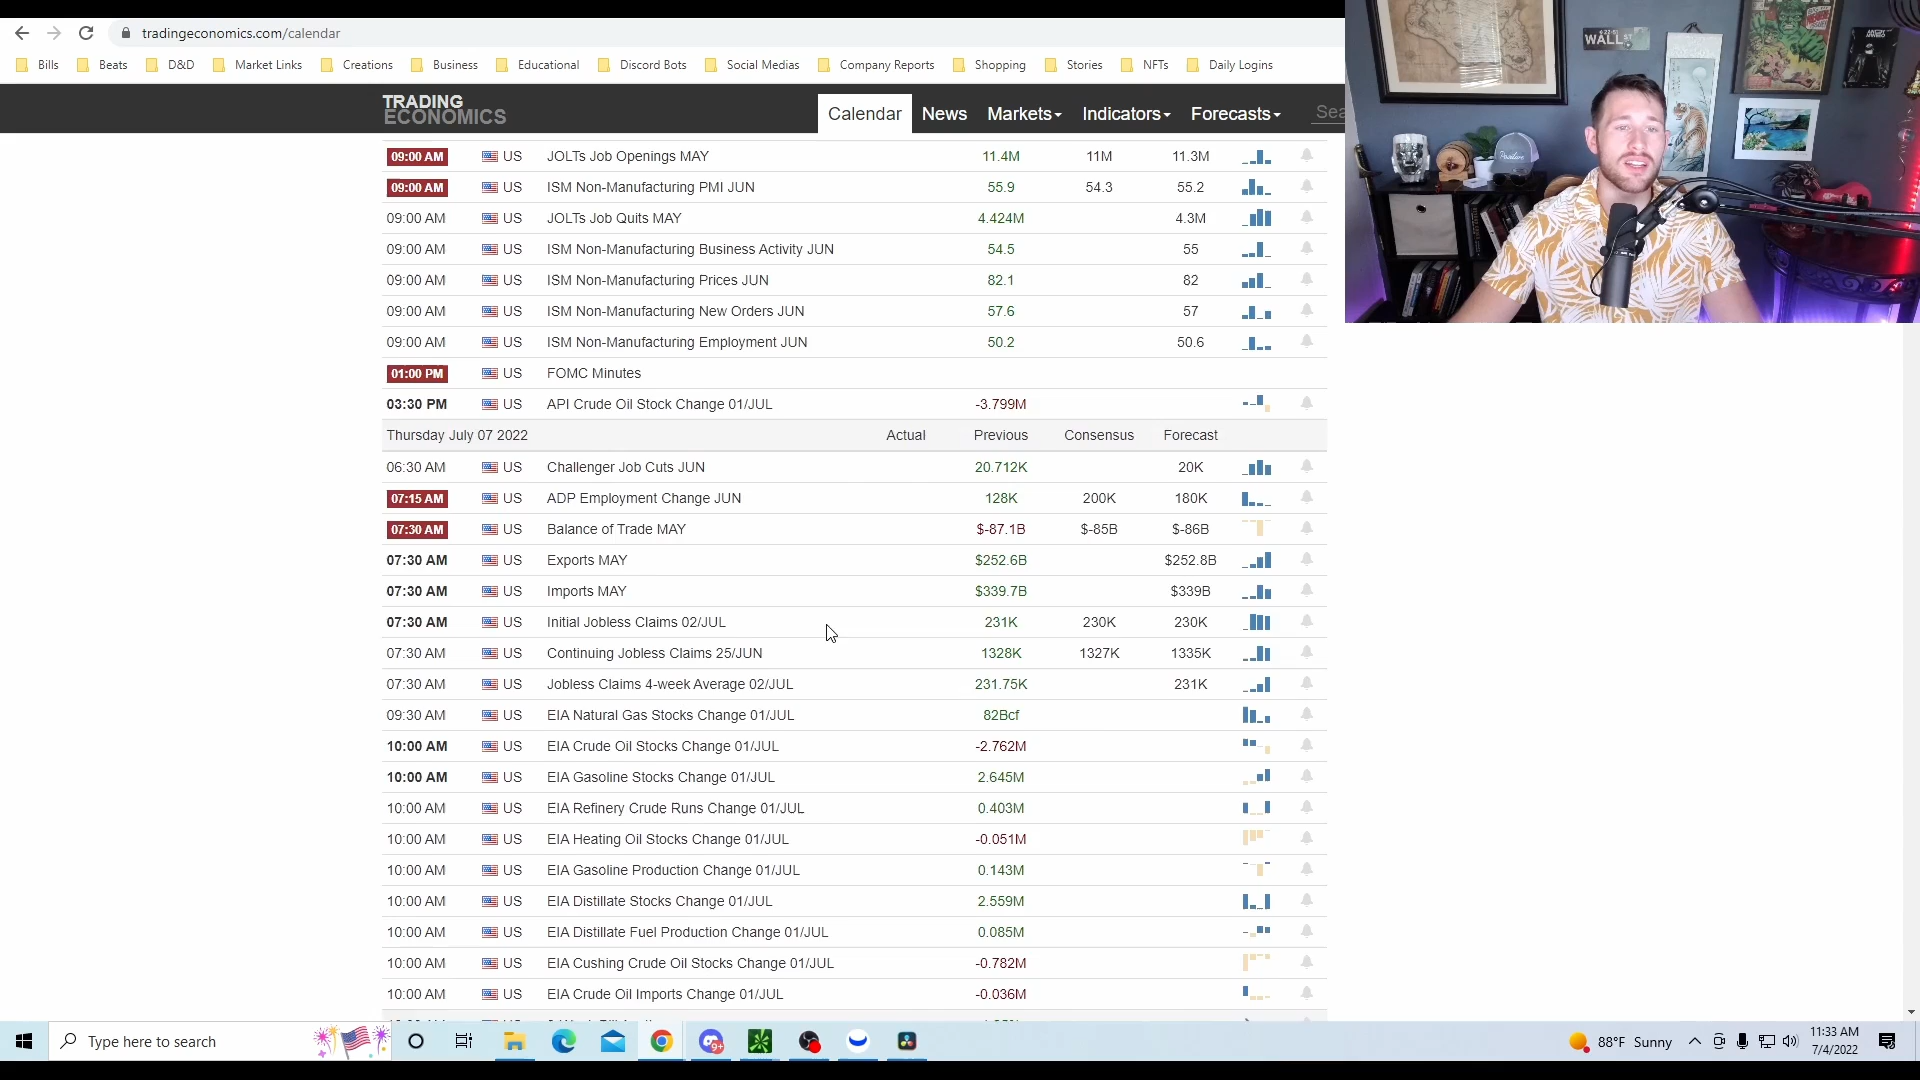 tradingeconomics.com/calendar
Bills Beats D&D Market Links Creations Business Educational Discord Bots Social Medias Company Reports Shopping Stories NFTs Daily Logins
TRADING
ECONOMICS
Calendar News Markets Indicators Forecasts Sea
09:00 AM US JOLTs Job Openings MAY 11.4M 11M 11.3M
09:00 AM US ISM Non-Manufacturing PMI JUN 55.9 54.3 55.2
09:00 AM US JOLTs Job Quits MAY 4.424M 4.3M
09:00 AM US ISM Non-Manufacturing Business Activity JUN 54.5 55
09:00 AM US ISM Non-Manufacturing Prices JUN 82.1 82
09:00 AM US ISM Non-Manufacturing New Orders JUN 57.6 57
09:00 AM US ISM Non-Manufacturing Employment JUN 50.2 50.6
01:00 PM US FOMC Minutes
03:30 PM US API Crude Oil Stock Change 01/JUL -3.799M
Thursday July 07 2022 Actual Previous Consensus Forecast
06:30 AM US Challenger Job Cuts JUN 20.712K 20K
07:15 AM US ADP Employment Change JUN 128K 200K 180K
07:30 AM US Balance of Trade MAY $-87.1B $-85B $-86B
07:30 AM US Exports MAY $252.6B $252.8B
07:30 AM US Imports MAY $339.7B $339B
07:30 AM US Initial Jobless Claims 02/JUL 231K 230K 230K
07:30 AM US Continuing Jobless Claims 25/JUN 1328K 1327K 1335K
07:30 AM US Jobless Claims 4-week Average 02/JUL 231.75K 231K
09:30 AM US EIA Natural Gas Stocks Change 01/JUL 82Bcf
10:00 AM US EIA Crude Oil Stocks Change 01/JUL -2.762M
10:00 AM US EIA Gasoline Stocks Change 01/JUL 2.645M
10:00 AM US EIA Refinery Crude Runs Change 01/JUL 0.403M
10:00 AM US EIA Heating Oil Stocks Change 01/JUL -0.051M
10:00 AM US EIA Gasoline Production Change 01/JUL 0.143M
10:00 AM US EIA Distillate Stocks Change 01/JUL 2.559M
10:00 AM US EIA Distillate Fuel Production Change 01/JUL 0.085M
10:00 AM US EIA Cushing Crude Oil Stocks Change 01/JUL -0.782M
10:00 AM US EIA Crude Oil Imports Change 01/JUL -0.036M
Type here to search
9+
88°F Sunny
11:33 AM
7/4/2022
WALL